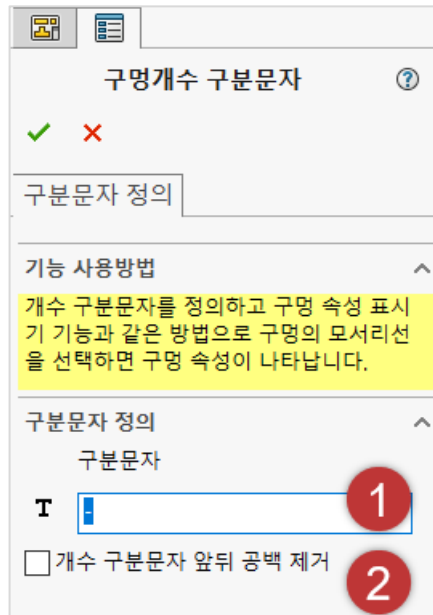 구멍개수 구분문자
구분문자 정의
기능 사용방법
개수 구분문자를 정의하고 구멍 속성 표시
기 기능과 같은 방법으로 구멍의 모서리선
을 선택하면 구멍 속성이 나타납니다.
구분문자 정의
구분문자
T
-
1
개수 구분문자 앞뒤 공백 제거
2